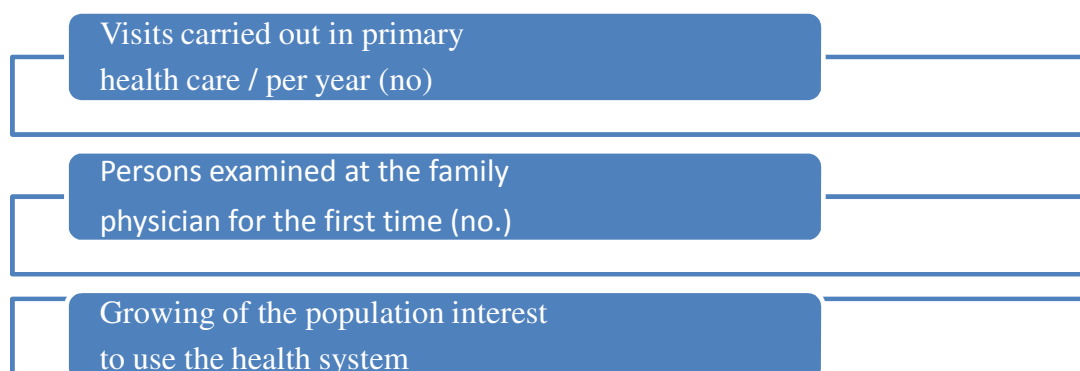 Visits carried out in primary
health care / per year (no)
Persons examined at the family
physician for the first time (no.)
Growing of the population interest
to use the health system